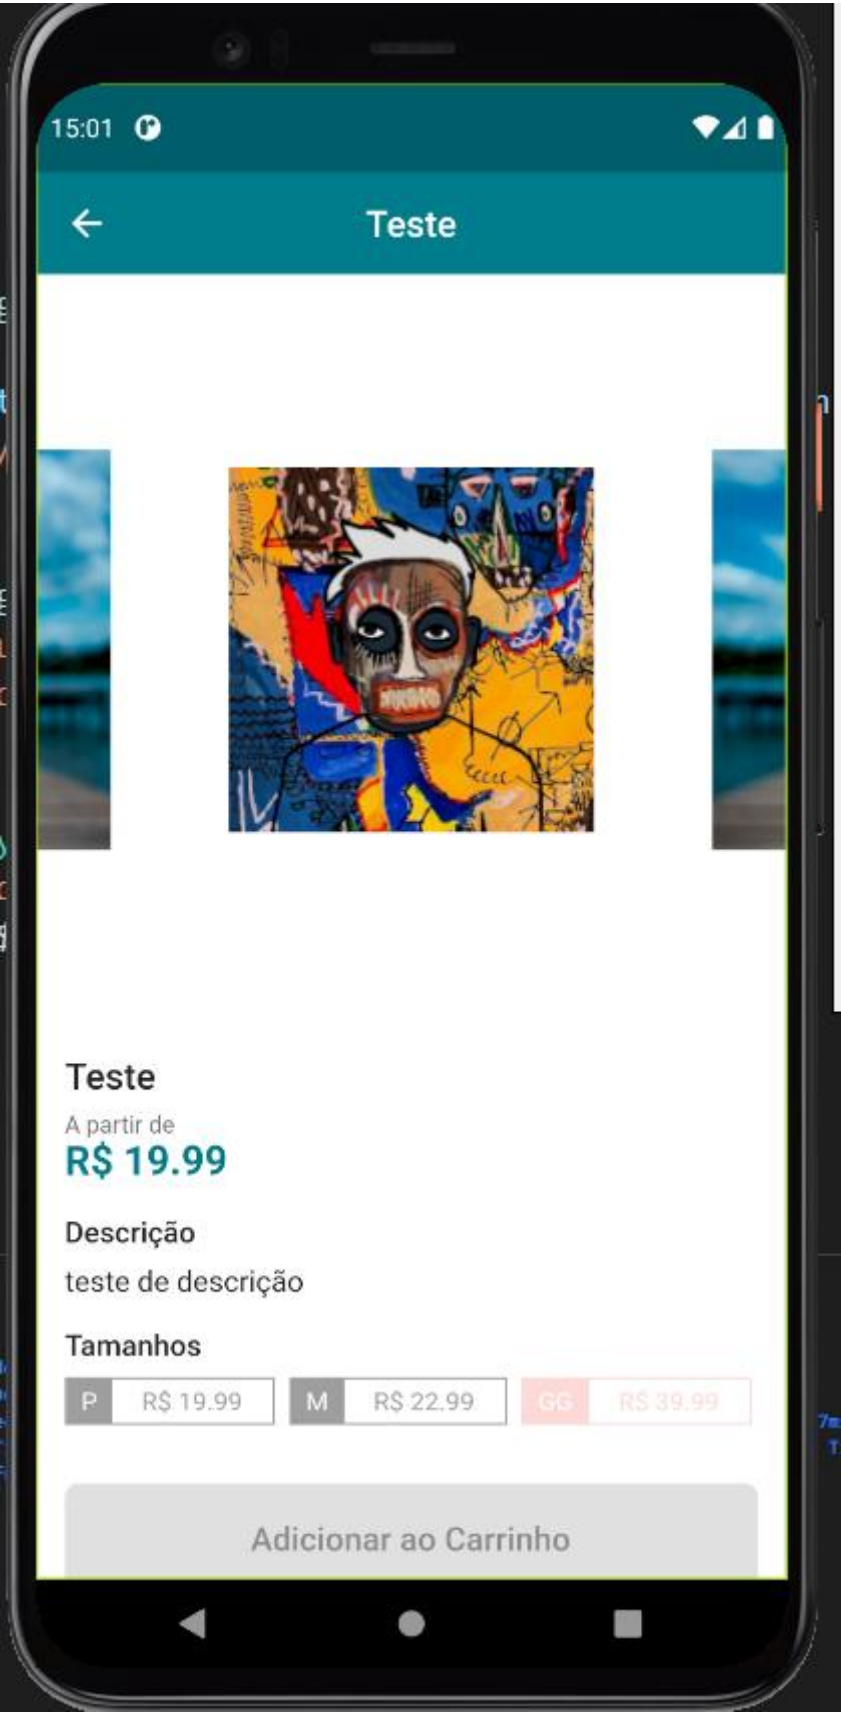 15:01
Teste
Teste
A partir de
R$ 19.99
Descrição
teste de descrição
Tamanhos
P R$ 19.99 M R$ 22.99 GG R$ 39.99
Adicionar ao Carrinho